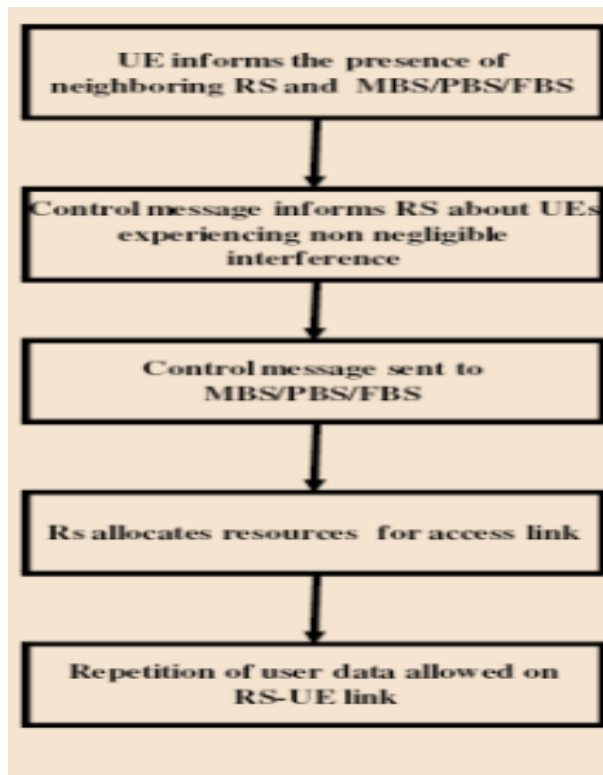 UE informs the presence of
neighboring RS and MBS/PBS/FBS
Control message informs RS about UEs
experiencing non negligible
interference
Control message sent to
MBS/PBS/FBS
Rs allocates resources for access link
Repetition of user data allowed on
RS-UE link